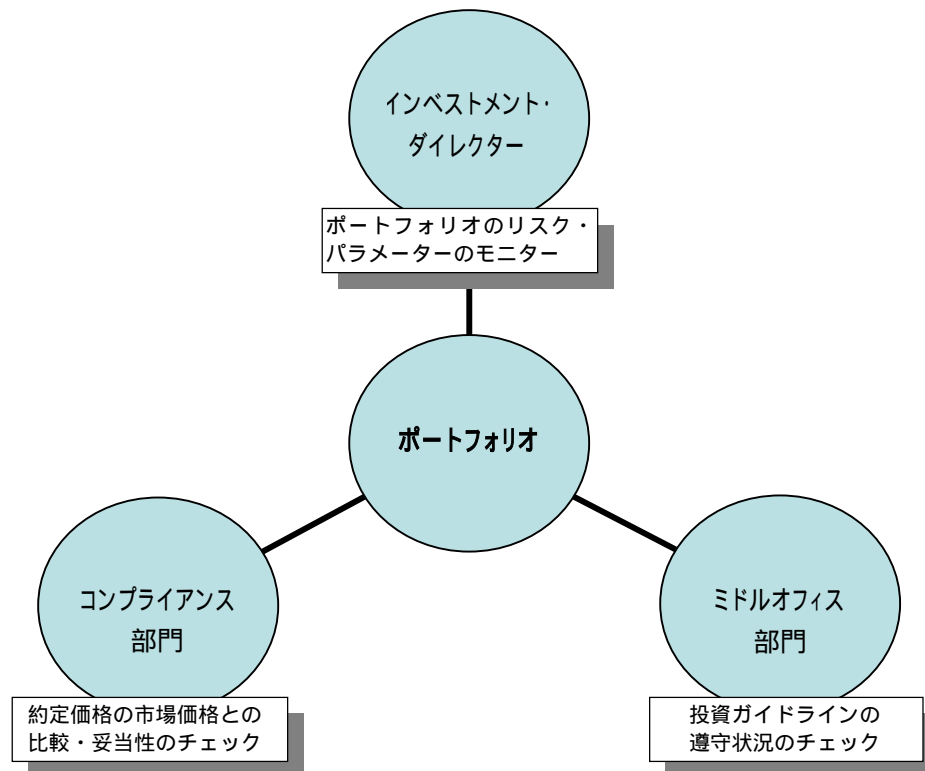 インベストメント・
ダイレクター
ポートフォリオのリスク・
パラメーターのモニター
ポートフォリオ
コンプライアンス
部門
約定価格の市場価格との
比較・妥当性のチェック
ミドルオフィス
部門
投資ガイドラインの
遵守状況のチェック